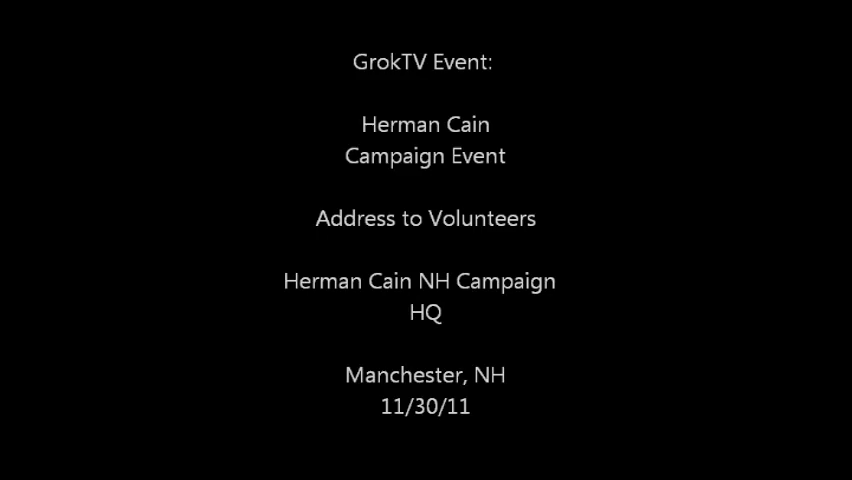 GrokTV Event:
Herman Cain
Campaign Event
Address to Volunteers
Herman Cain NH Campaign
HQ
Manchester, NH
11/30/11